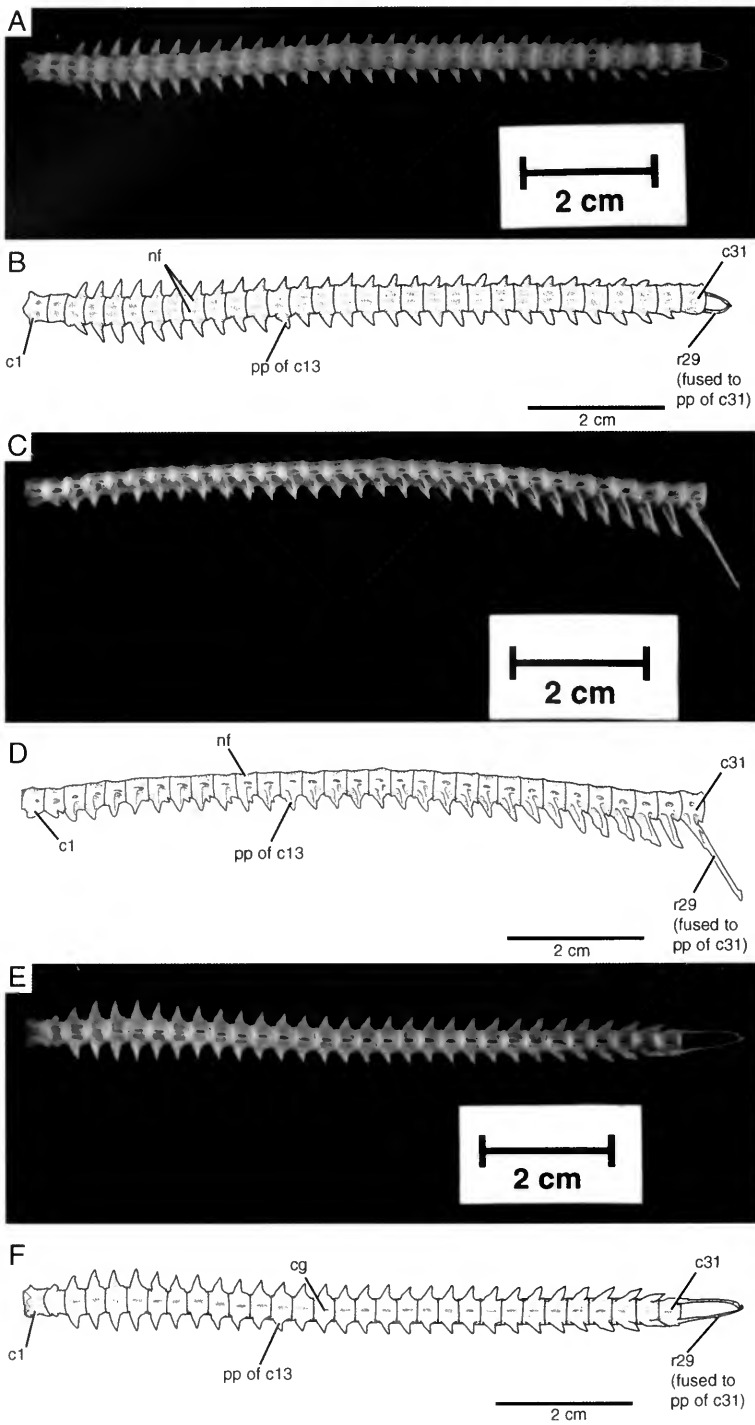 A
2 cm
B
nf
c31
c1
pp of c13
r29
(fused to
pp of c31)
2 cm
C
2 cm
D
nf
c31
c1
pp of c13
r29
(fused to
pp of c31)
2 cm
E
2 cm
F
cg
c31
c1
pp of c13
r29
(fused to
pp of c31)
2 cm